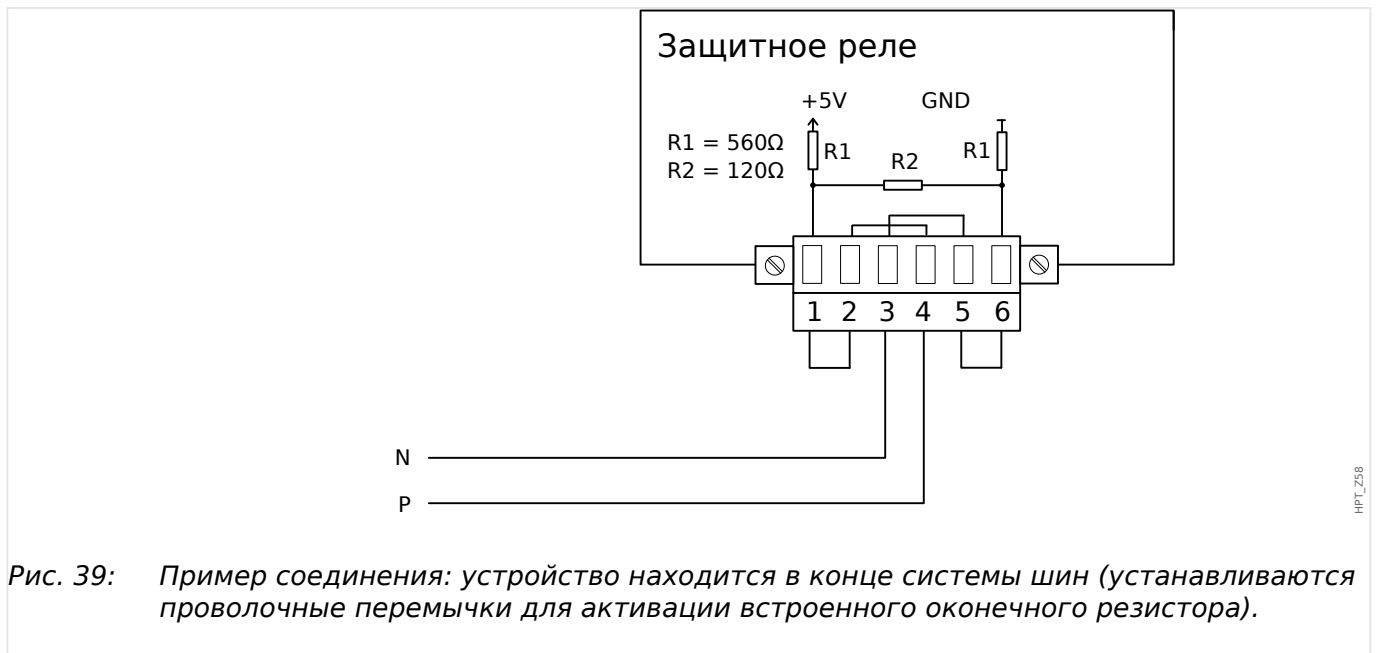 Защитное реле
+5V GND
R1 = 560Ω
R2 = 120Ω
R1 R2 R1
1 2 3 4 5 6
N
P
HPT_Z58
Рис. 39: Пример соединения: устройство находится в конце системы шин (устанавливаются
проволочные перемычки для активации встроенного оконечного резистора).